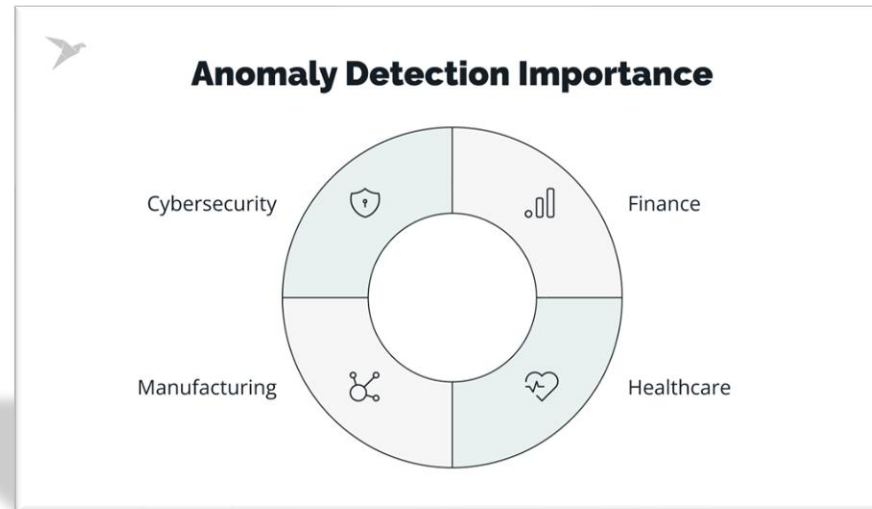 Anomaly Detection Importance
Cybersecurity
Finance
Manufacturing
Healthcare